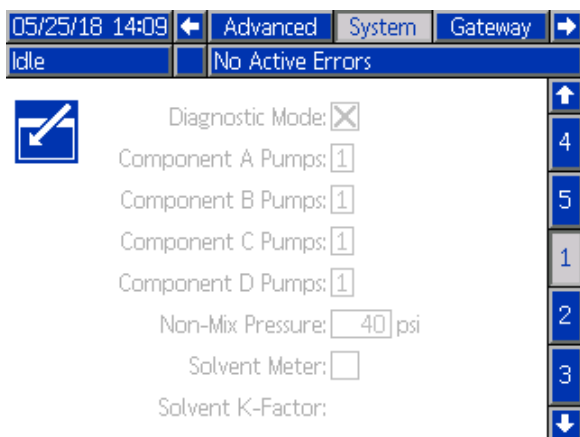 05/25/18 14:09 Advanced System Gateway
Idle No Active Errors
Diagnostic Mode:
4
Component A Pumps: 1
Component B Pumps: 1
5
Component C Pumps: 1
1
Component D Pumps: 1
Non-Mix Pressure: 40 psi
2
Solvent Meter:
3
Solvent K-Factor: